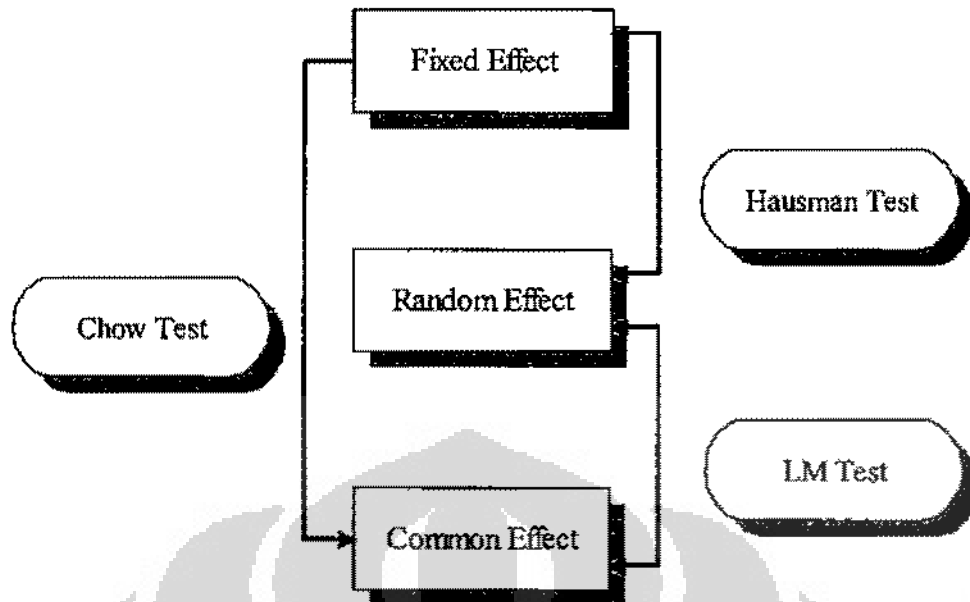 Fixed Effect
Hausman Test
Random Effect
Chow Test
LM Test
Common Effect